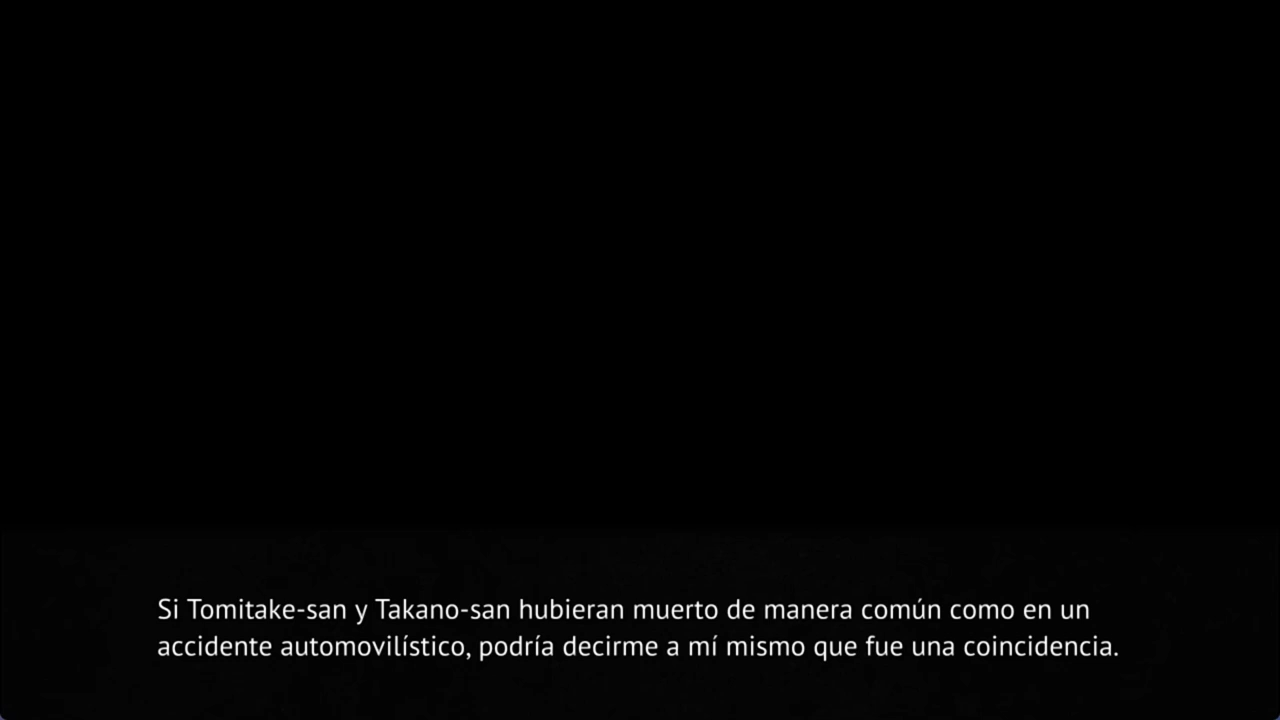 Si Tomitake-san y Takano-san hubieran muerto de manera común como en un
accidente automovilístico, podría decirme a mí mismo que fue una coincidencia.